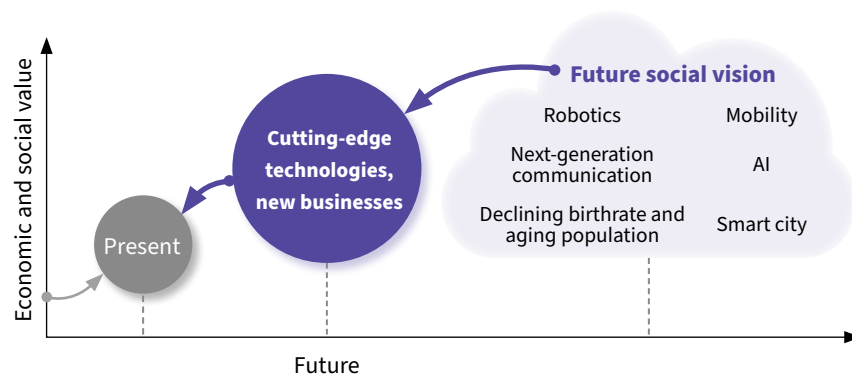 Economic and social value
Present
Cutting-edge
technologies,
new businesses
Future social vision
Robotics
Mobility
Next-generation
communication
AI
Declining birthrate and
aging population
Smart city
Future